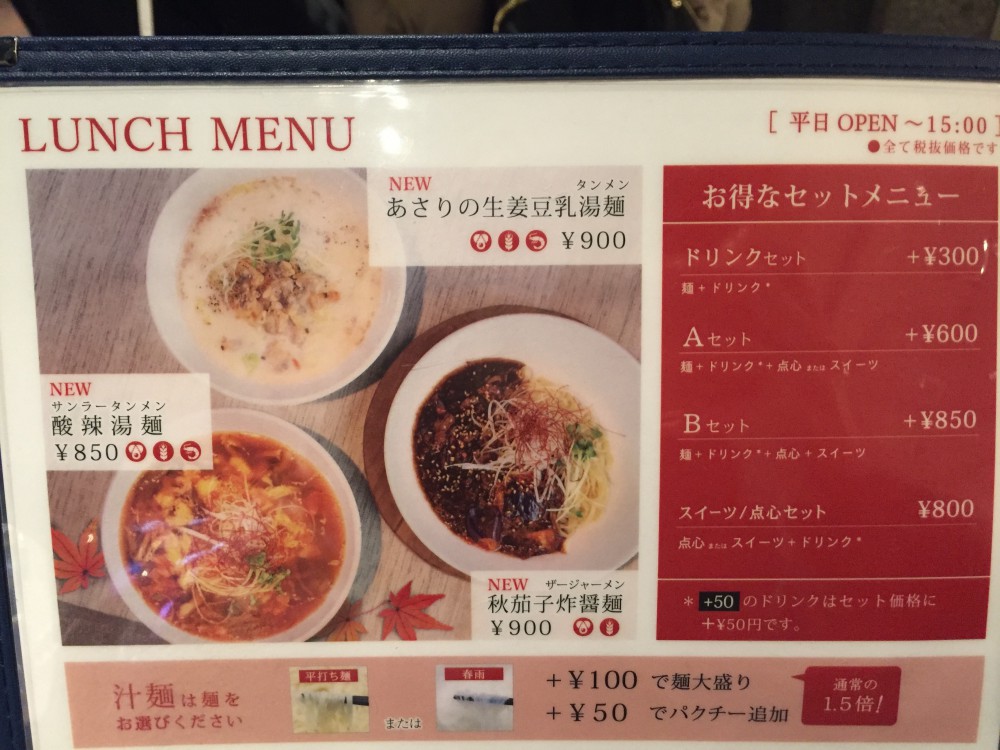 LUNCH MENU
[ 平日 OPEN ～15:00 ]
●全て税抜価格です
NEW
タンメン
あさりの生姜豆乳湯麺
¥900
NEW
サンラータンメン
酸辣湯麺
¥850
NEW
ザージャーメン
秋茄子炸醤麺
¥900
お得なセットメニュー
ドリンクセット +¥300
麺+ドリンク*
Aセット +¥600
麺+ドリンク*+点心 または スイーツ
Bセット +¥850
麺+ドリンク*+点心+スイーツ
スイーツ/点心セット ¥800
点心 または スイーツ+ドリンク*
* +50 のドリンクはセット価格に
+¥50円です。
汁麺は麺を
お選びください
平打ち麺
または
春雨
+¥100 で麺大盛り
+¥50 でパクチー追加
通常の
1.5倍!